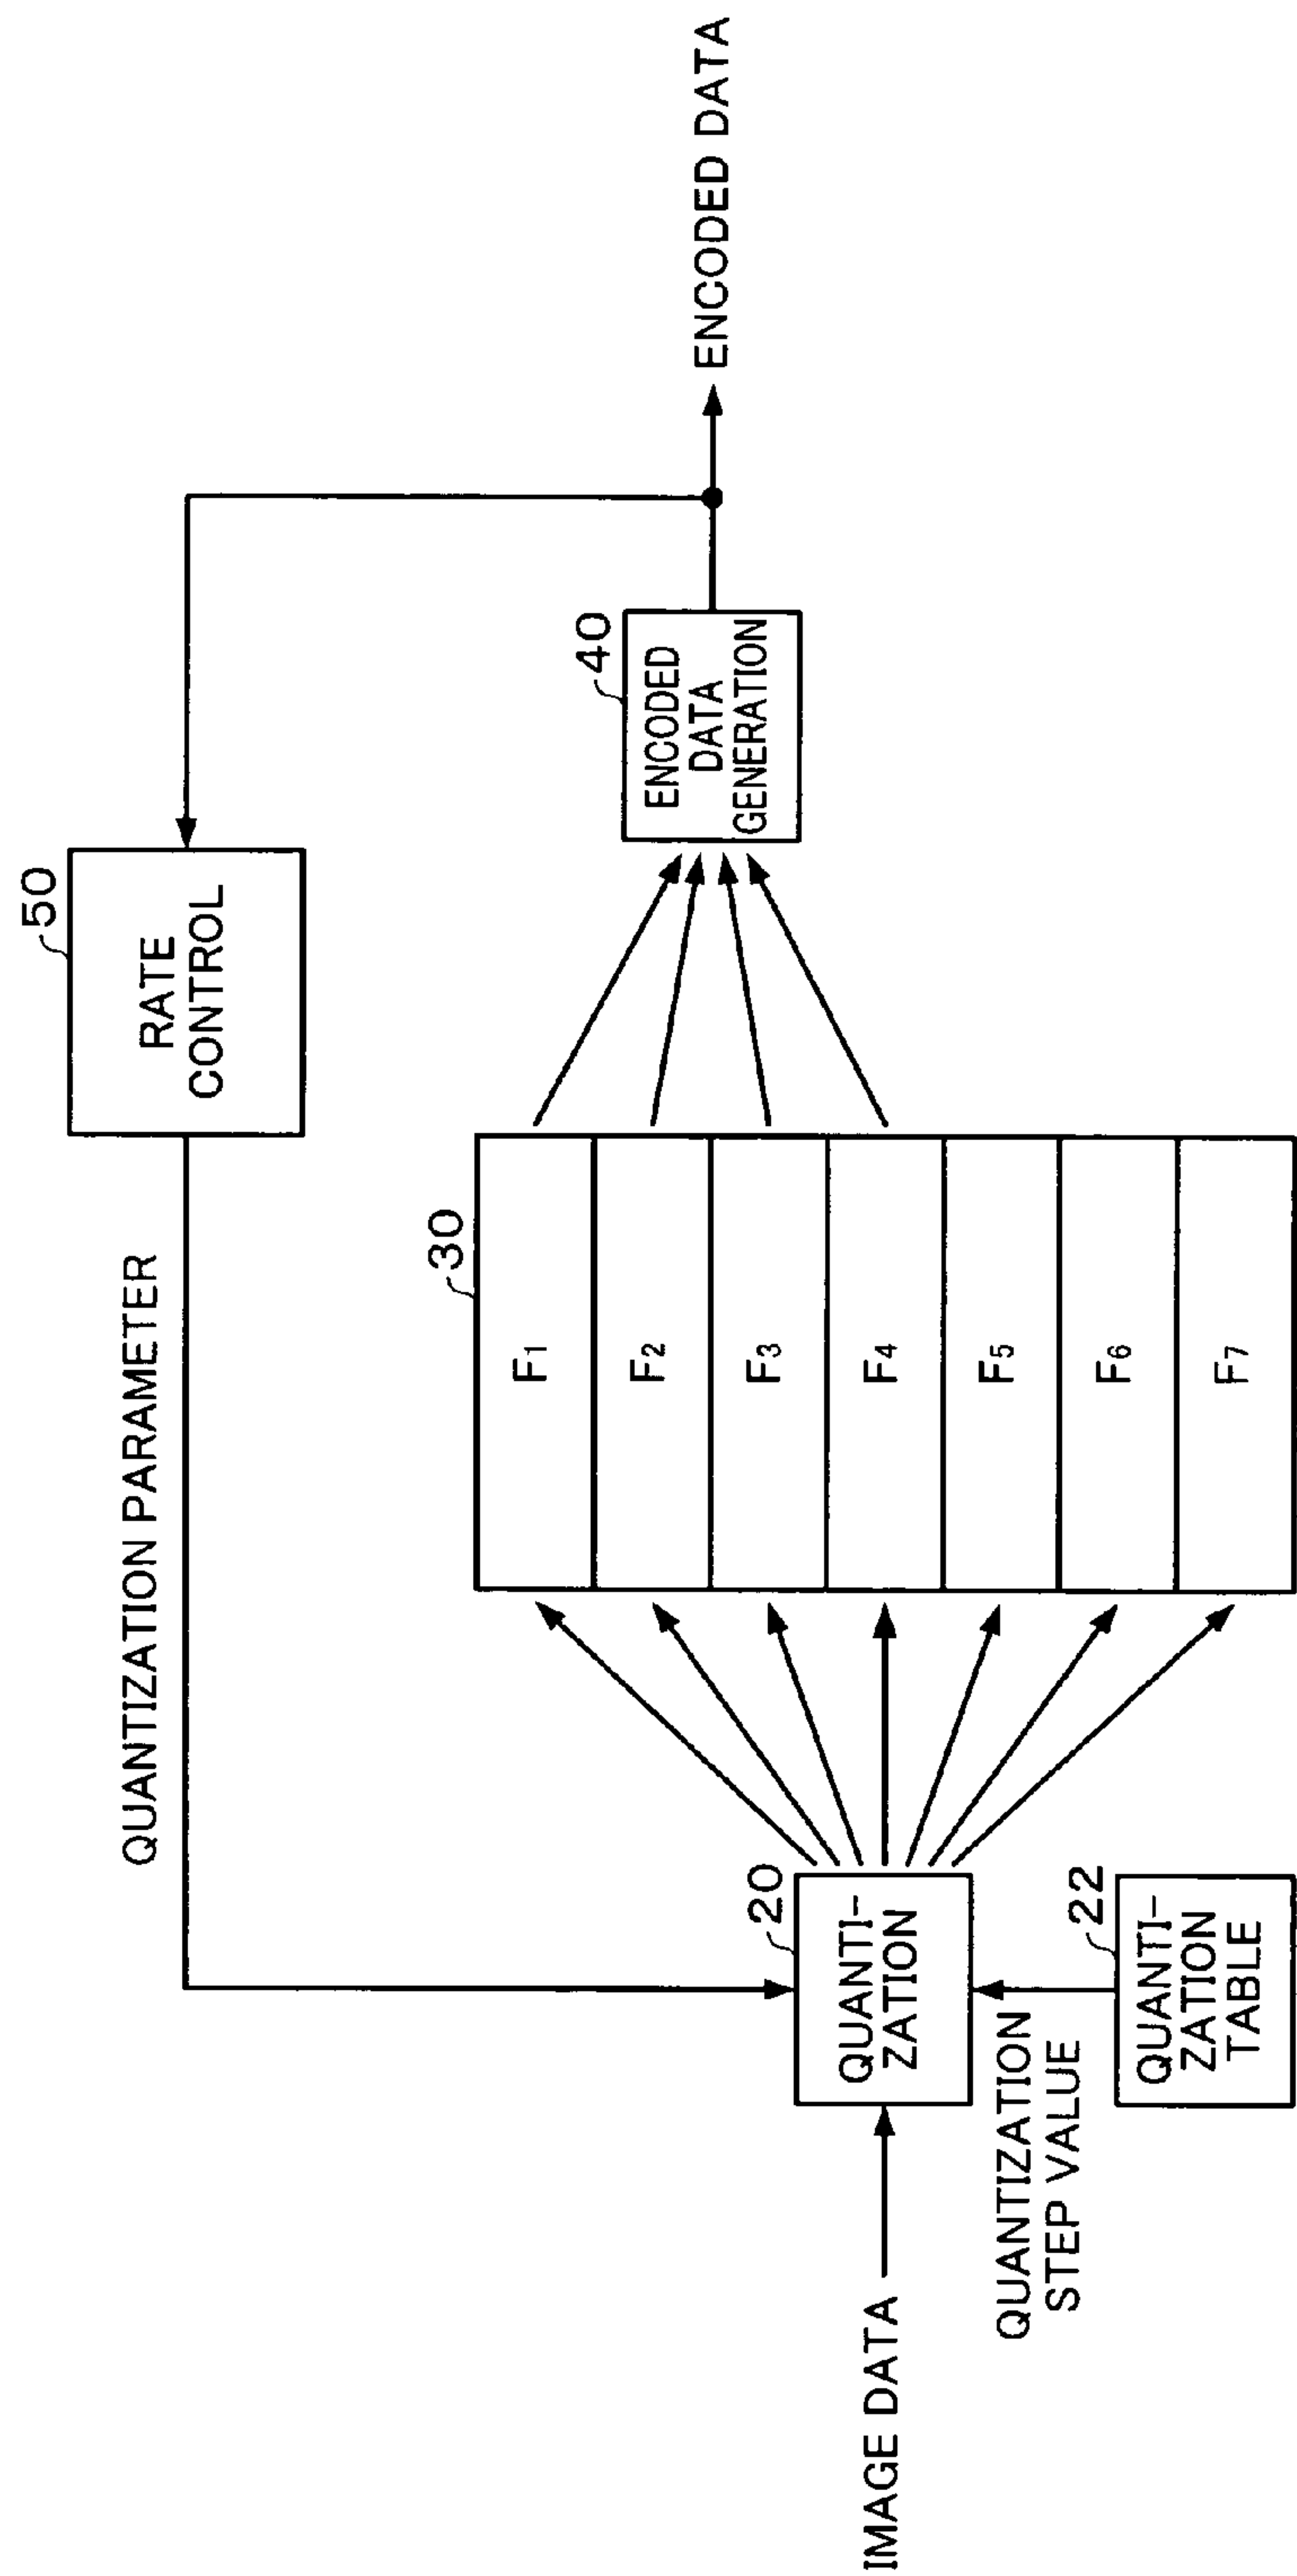 50
RATE
CONTROL
QUANTIZATION PARAMETER
30
F1
F2
F3
F4
F5
F6
F7
40
ENCODED
DATA
GENERATION
ENCODED DATA
20
QUANTI-
ZATION
IMAGE DATA
QUANTIZATION
STEP VALUE
22
QUANTI-
ZATION
TABLE